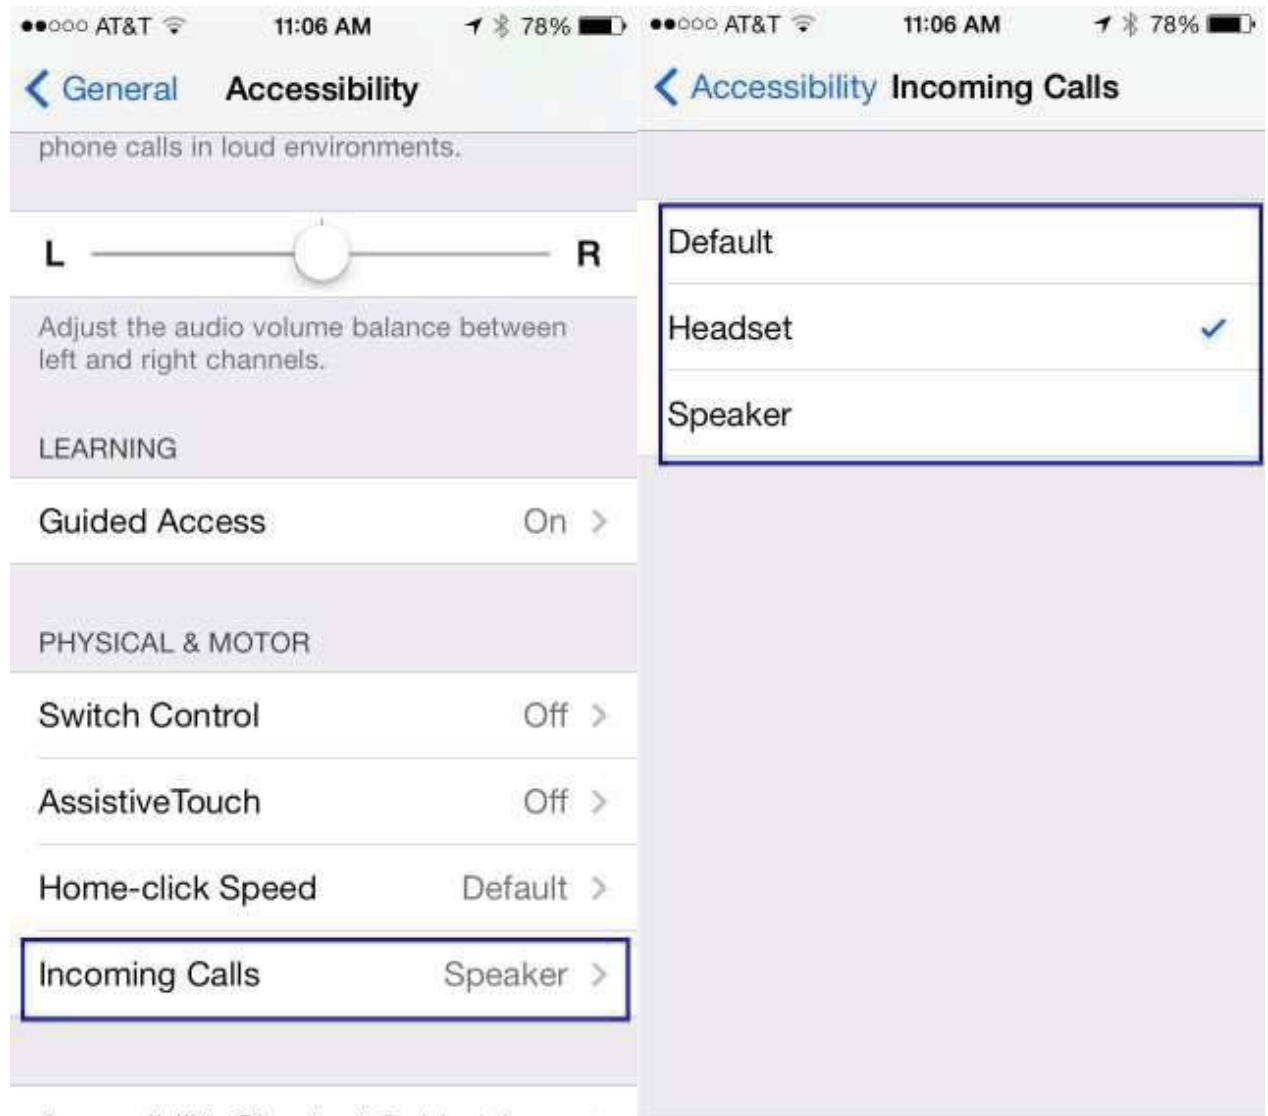 AT&T 11:06 AM 78%
General Accessibility
phone calls in loud environments.
L R
Adjust the audio volume balance between
left and right channels.
LEARNING
Guided Access On
PHYSICAL & MOTOR
Switch Control Off
AssistiveTouch Off
Home-click Speed Default
Incoming Calls Speaker
AT&T 11:06 AM 78%
Accessibility Incoming Calls
Default
Headset
Speaker